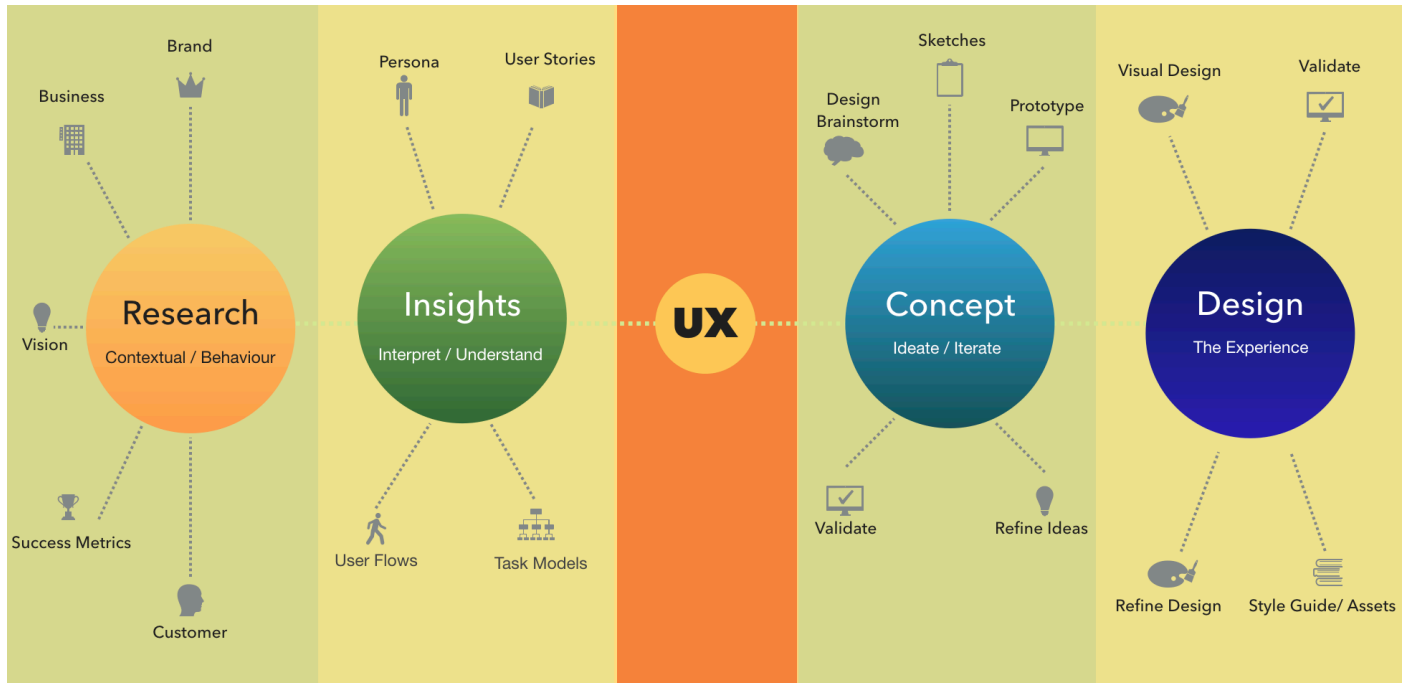 Brand
Business
Research
Contextual / Behaviour
Vision
Success Metrics
Customer
Persona
User Stories
Insights
Interpret / Understand
User Flows
Task Models
UX
Sketches
Design
Brainstorm
Prototype
Concept
Ideate / Iterate
Validate
Refine Ideas
Visual Design
Validate
Design
The Experience
Refine Design
Style Guide/ Assets